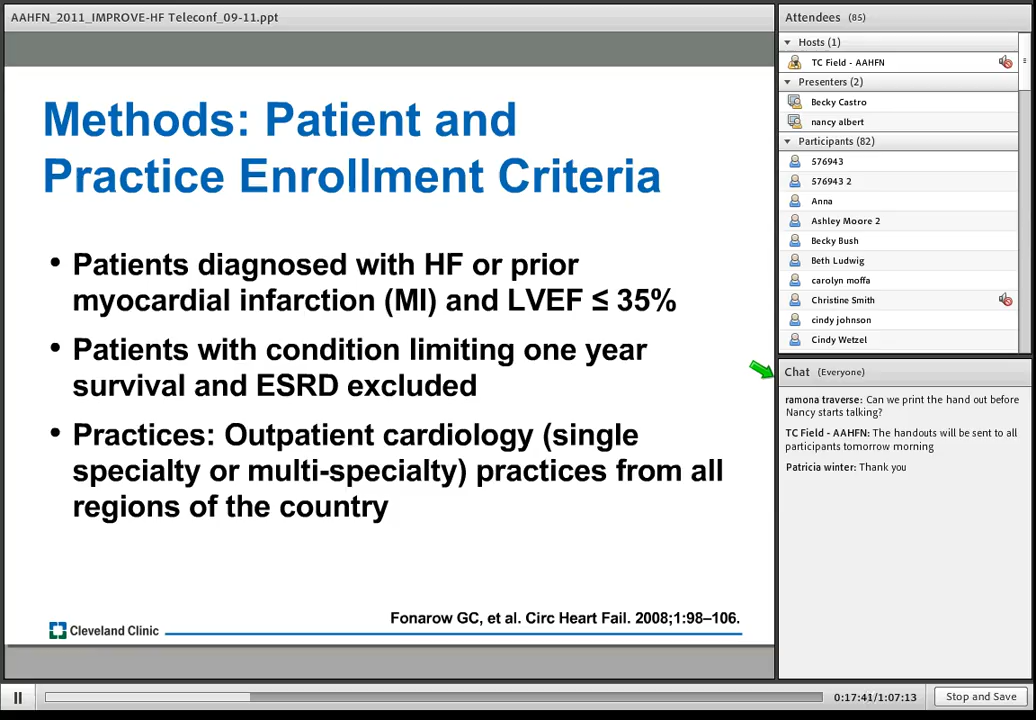 AAHFN_2011_IMPROVE-HF Teleconf_09-11.ppt
Methods: Patient and
Practice Enrollment Criteria
• Patients diagnosed with HF or prior
myocardial infarction (MI) and LVEF ≤ 35%
• Patients with condition limiting one year
survival and ESRD excluded
• Practices: Outpatient cardiology (single
specialty or multi-specialty) practices from all
regions of the country
Fonarow GC, et al. Circ Heart Fail. 2008;1:98–106.
Cleveland Clinic
Attendees (85)
Hosts (1)
TC Field - AAHFN
Presenters (2)
Becky Castro
nancy albert
Participants (82)
576943
576943 2
Anna
Ashley Moore 2
Becky Bush
Beth Ludwig
carolyn moffa
Christine Smith
cindy johnson
Cindy Wetzel
Chat (Everyone)
ramona traverse: Can we print the hand out before
Nancy starts talking?
TC Field - AAHFN: The handouts will be sent to all
participants tomorrow morning
Patricia winter: Thank you
0:17:41/1:07:13
Stop and Save